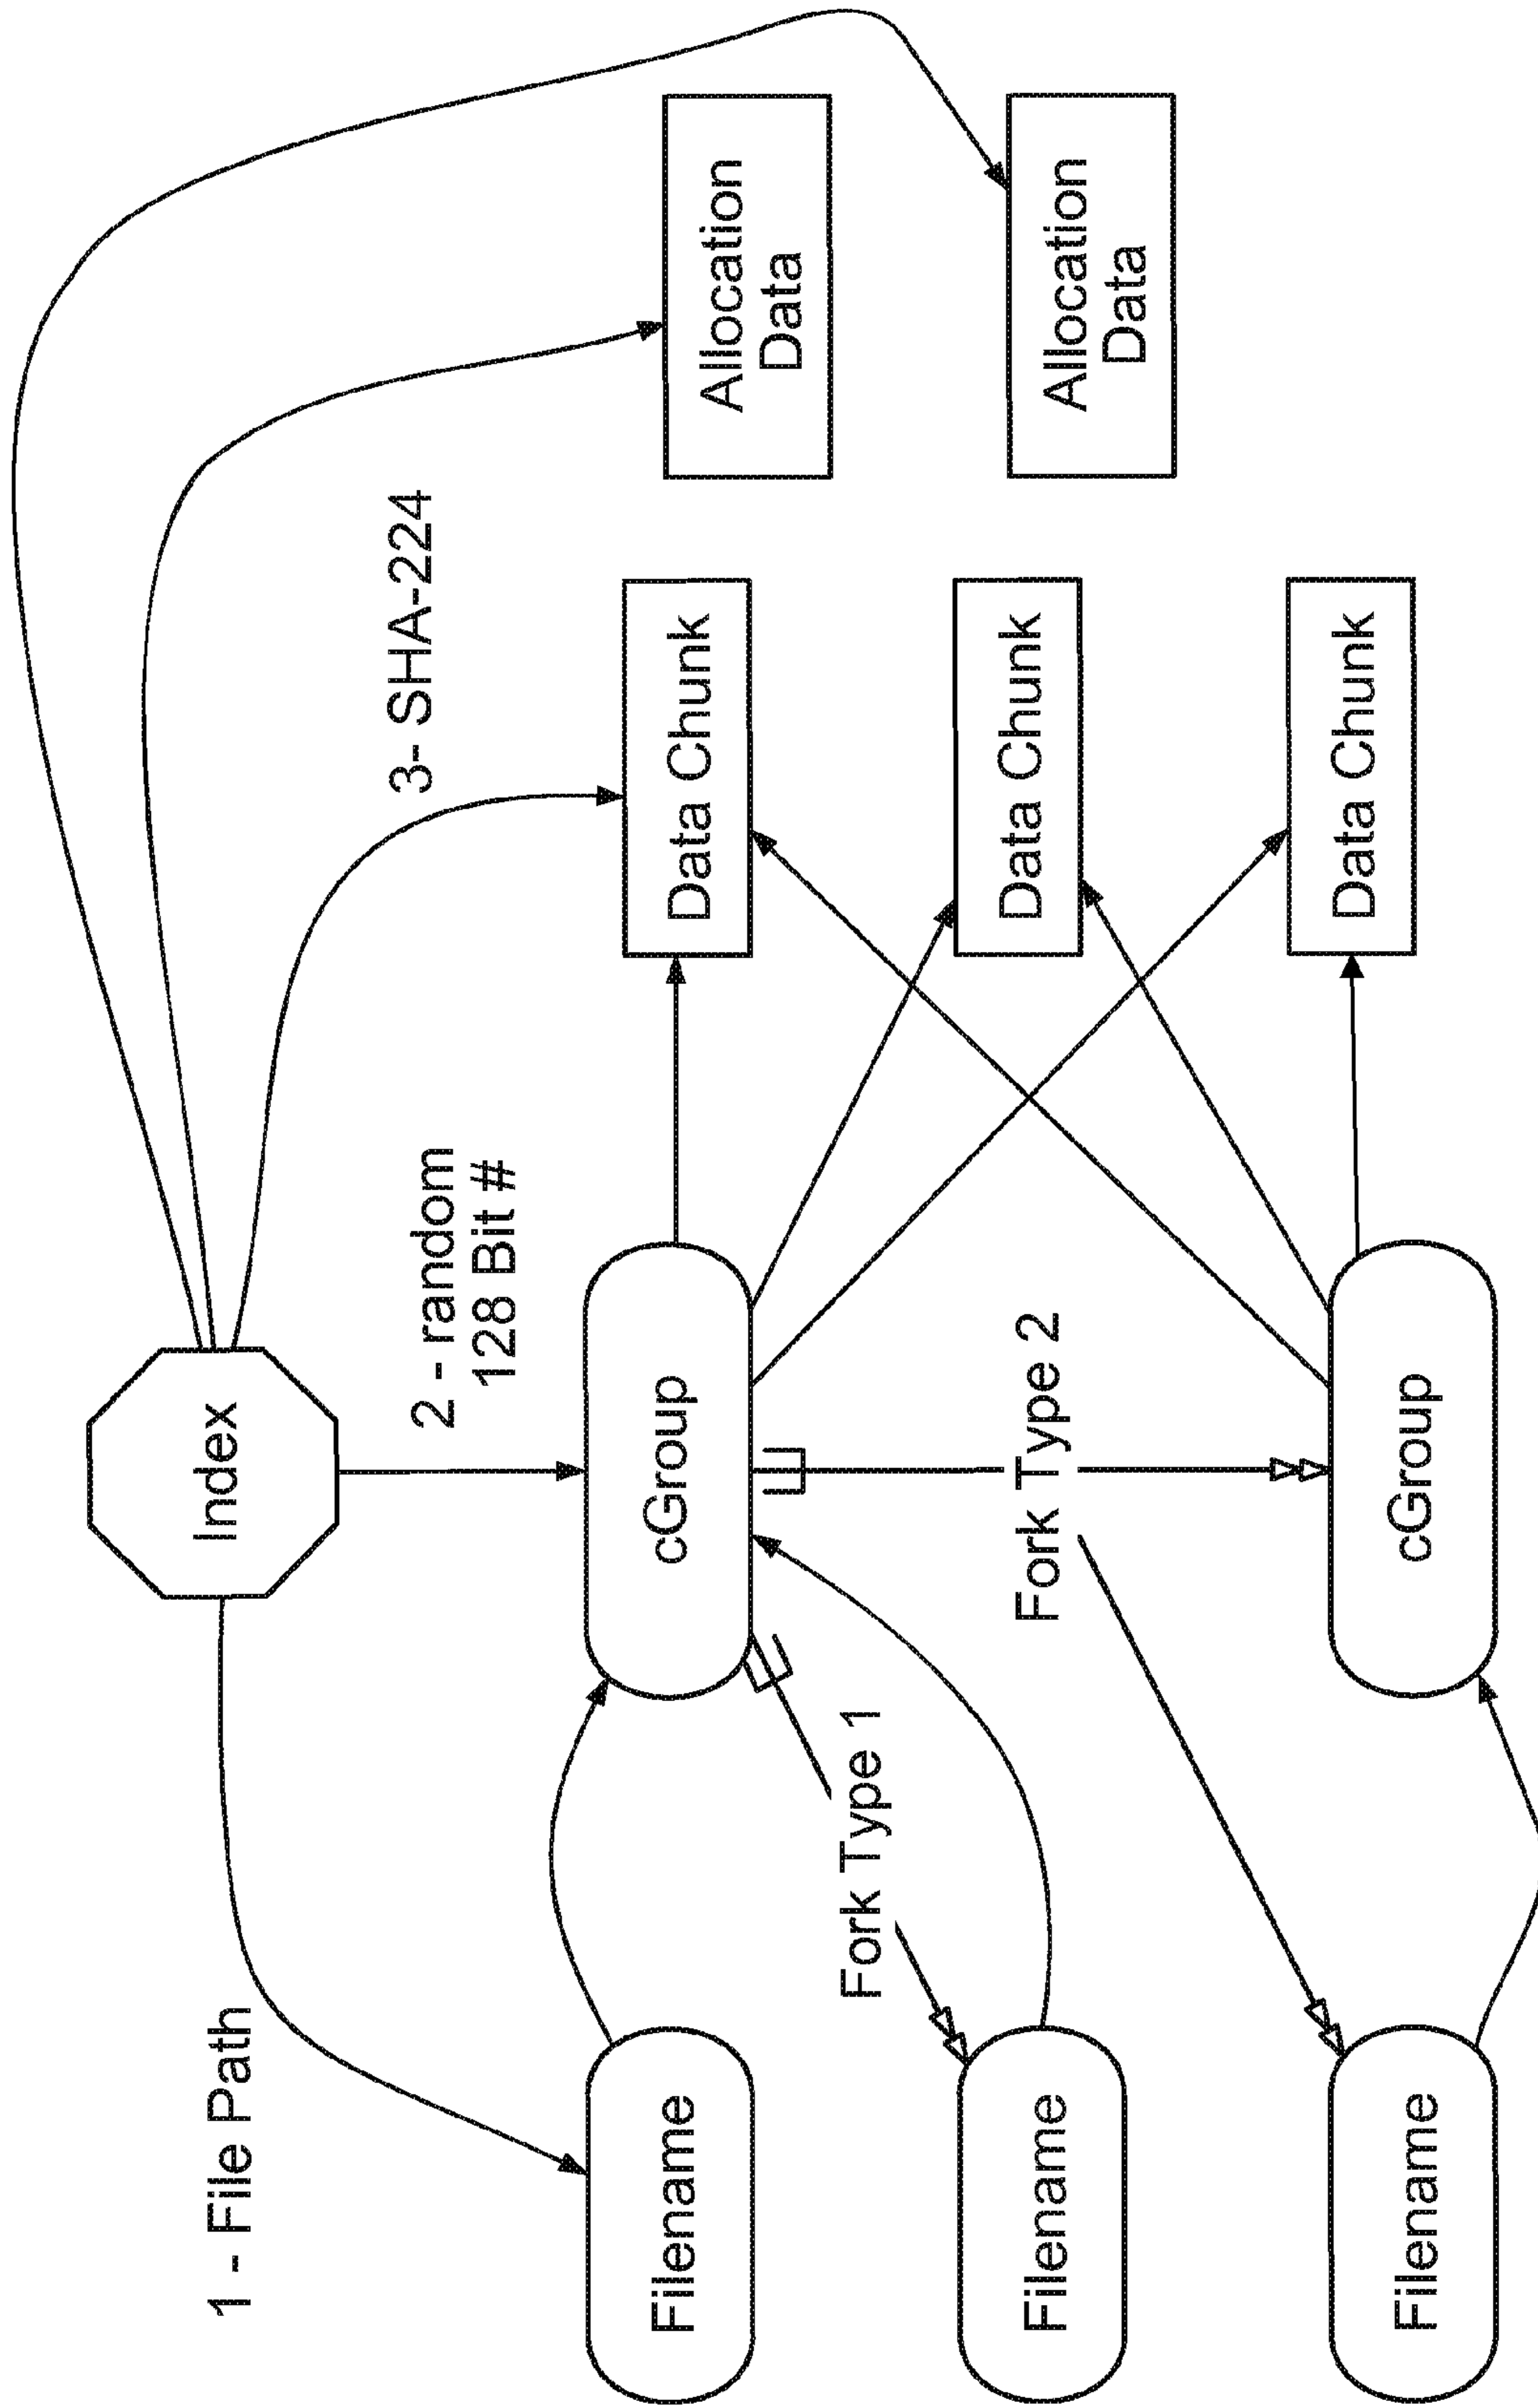 Index
1 - File Path
2 - random
128 Bit #
3- SHA-224
Filename
cGroup
Data Chunk
Allocation
Data
Fork Type 1
Filename
Fork Type 2
Data Chunk
Allocation
Data
Filename
cGroup
Data Chunk